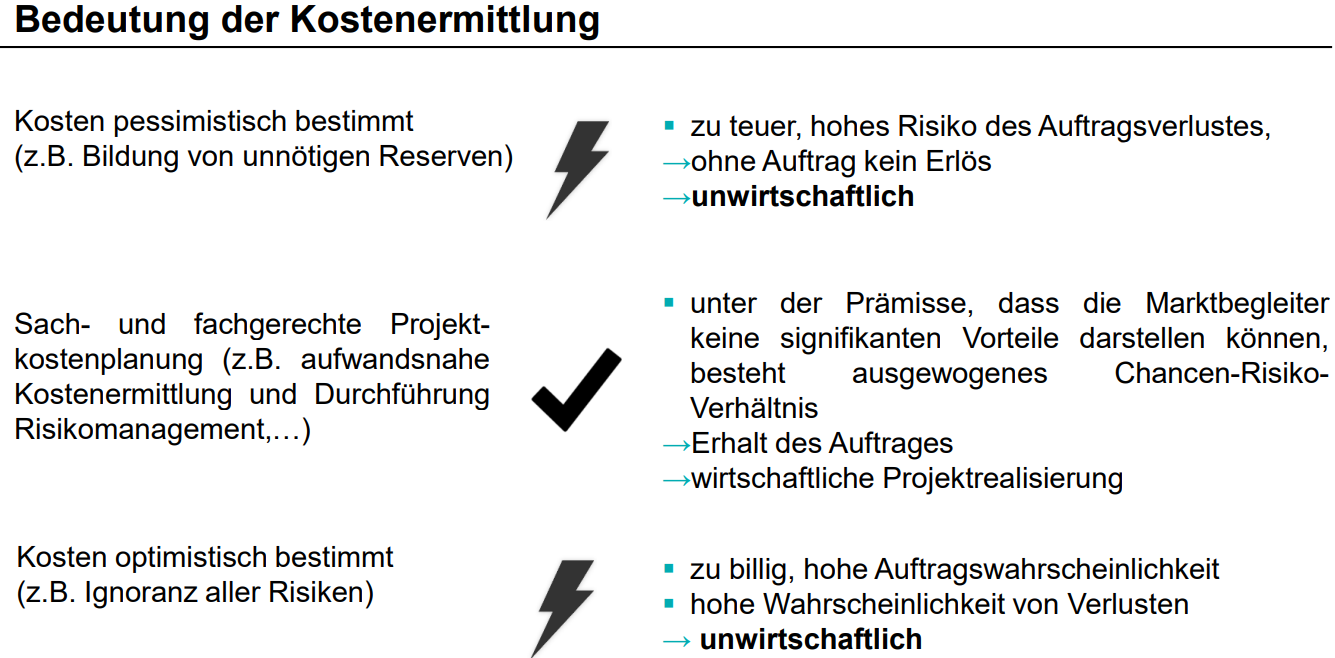 Bedeutung der Kostenermittlung
Kosten pessimistisch bestimmt
(z.B. Bildung von unnötigen Reserven)
▪ zu teuer, hohes Risiko des Auftragsverlustes,
→ohne Auftrag kein Erlös
→unwirtschaftlich
Sach- und fachgerechte Projekt-
kostenplanung (z.B. aufwandsnahe
Kostenermittlung und Durchführung
Risikomanagement,…)
▪ unter der Prämisse, dass die Marktbegleiter
keine signifikanten Vorteile darstellen können,
besteht ausgewogenes Chancen-Risiko-
Verhältnis
→Erhalt des Auftrages
→wirtschaftliche Projektrealisierung
Kosten optimistisch bestimmt
(z.B. Ignoranz aller Risiken)
▪ zu billig, hohe Auftragswahrscheinlichkeit
▪ hohe Wahrscheinlichkeit von Verlusten
→ unwirtschaftlich